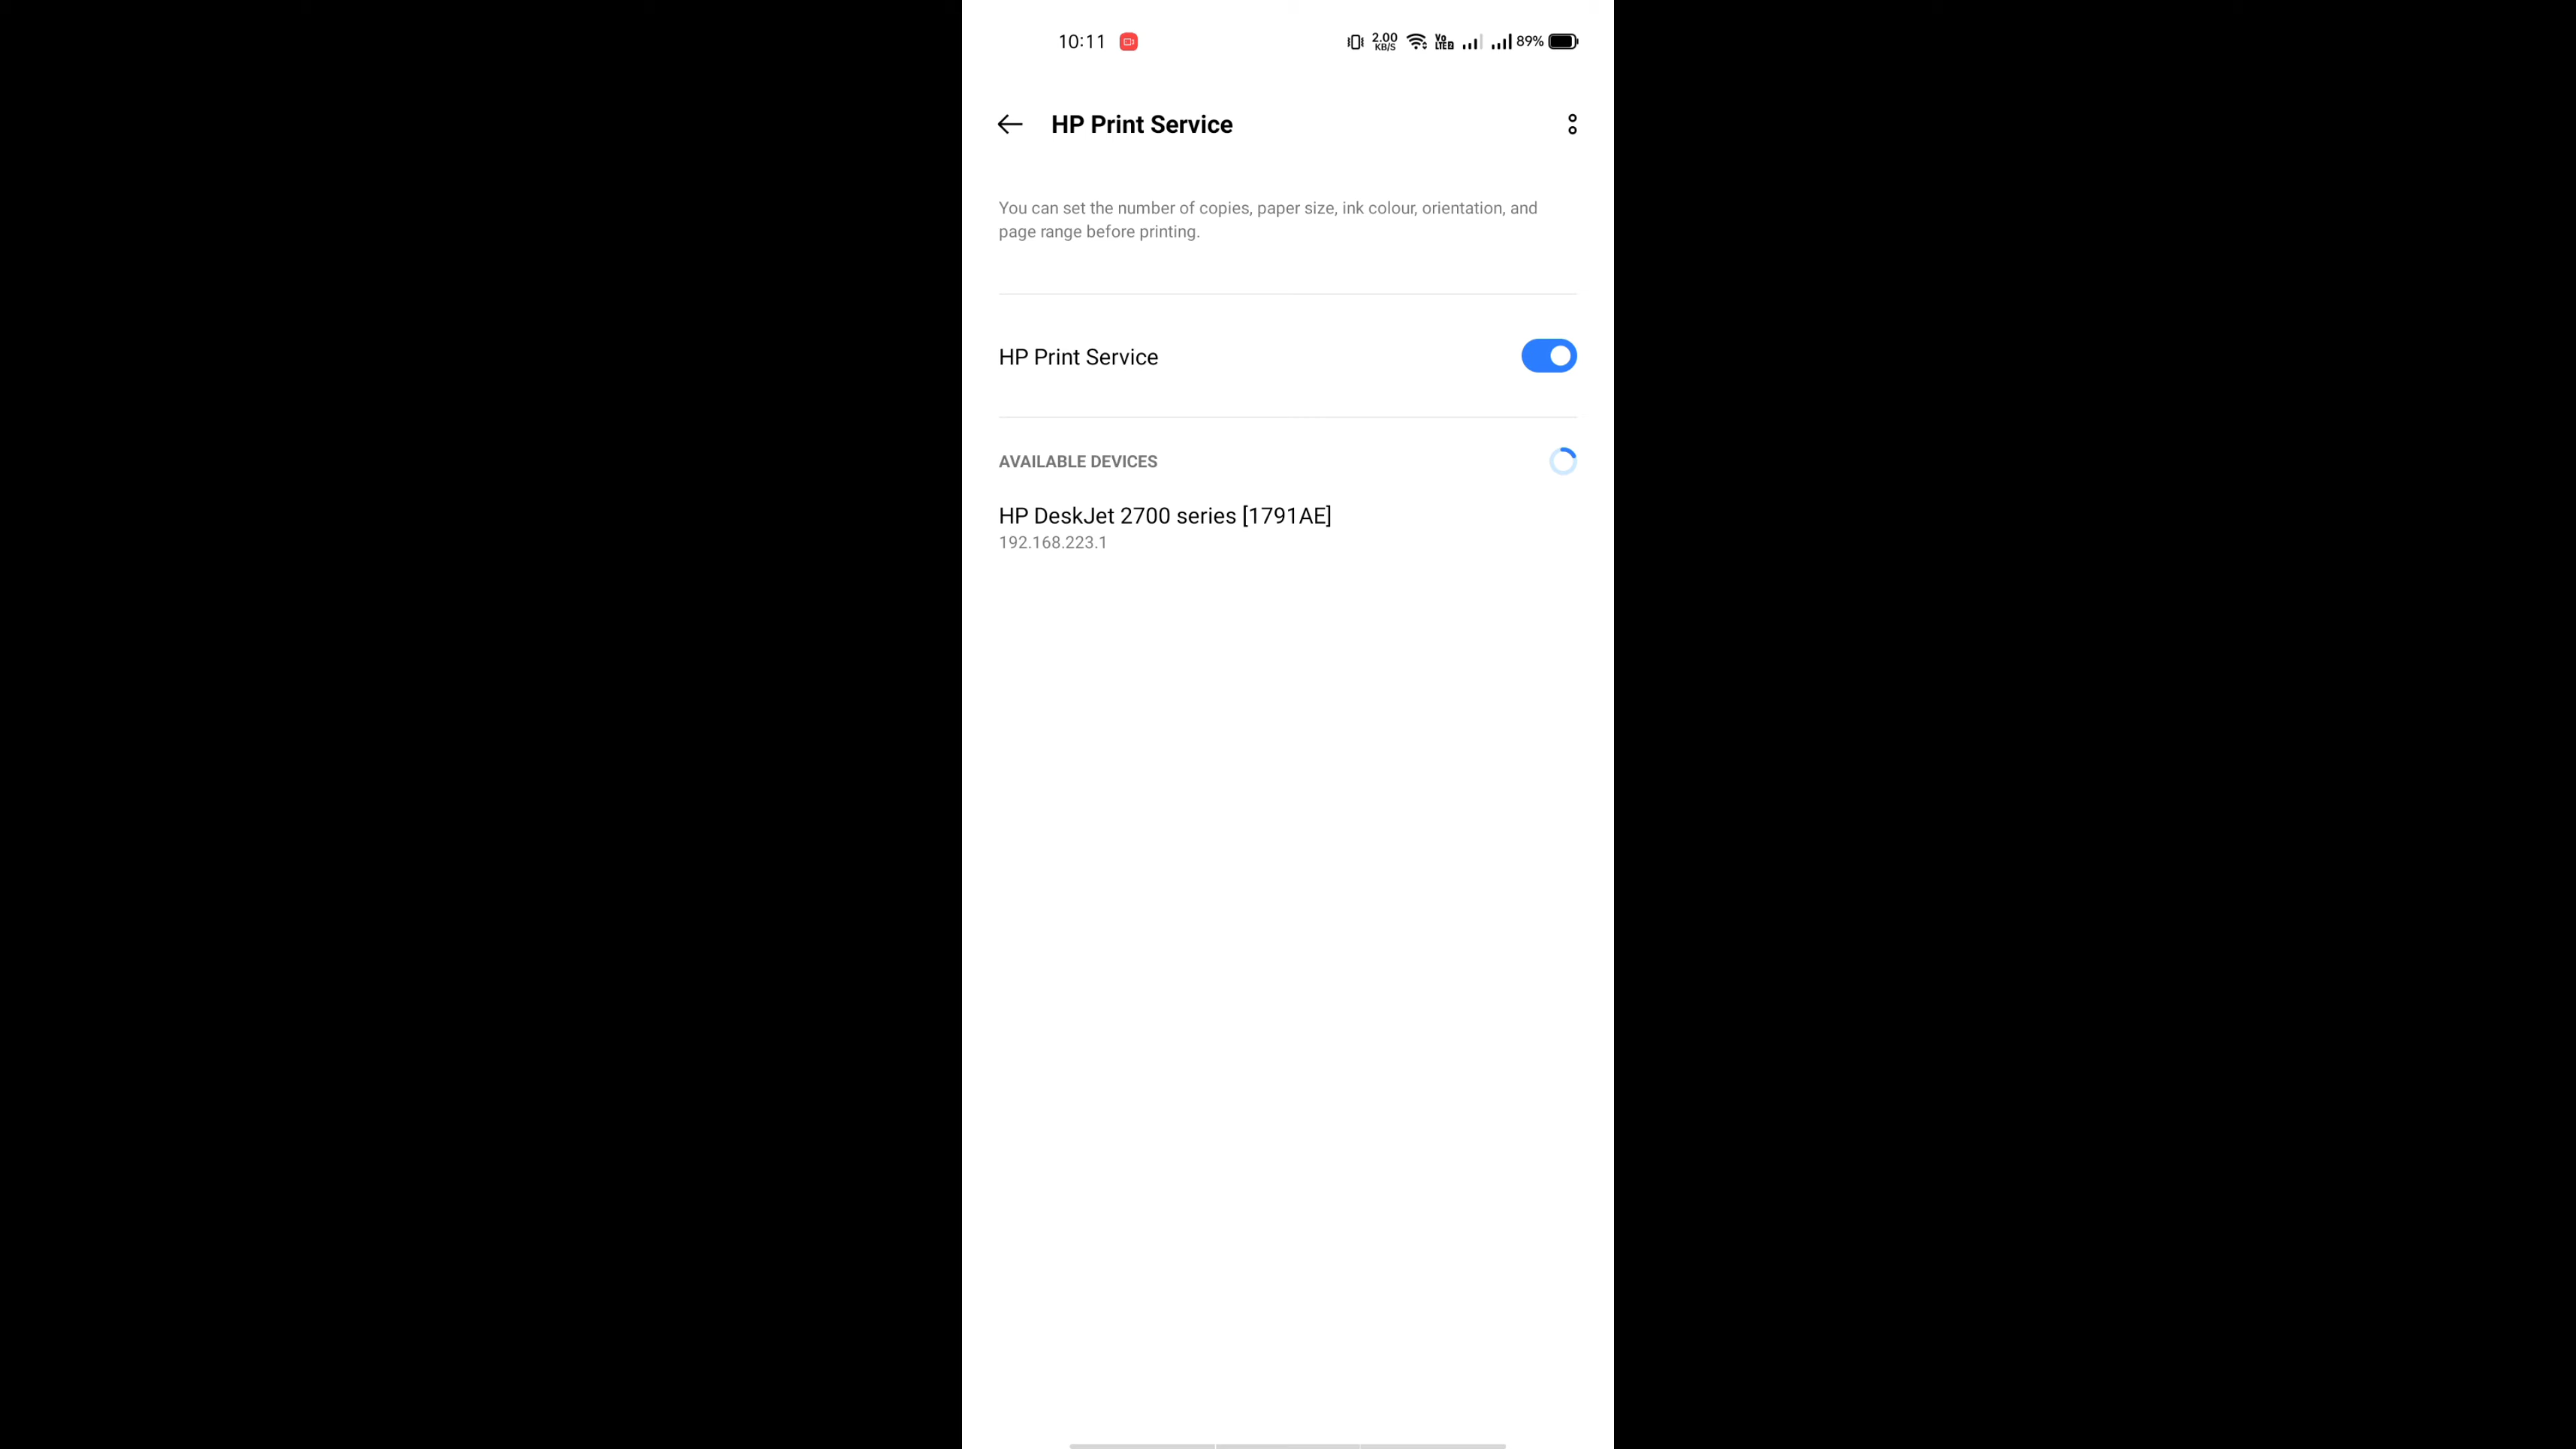 10:11 2.00 KB/S Vo LTE2 89%
HP Print Service
You can set the number of copies, paper size, ink colour, orientation, and
page range before printing.
HP Print Service
AVAILABLE DEVICES
HP DeskJet 2700 series [1791AE]
192.168.223.1